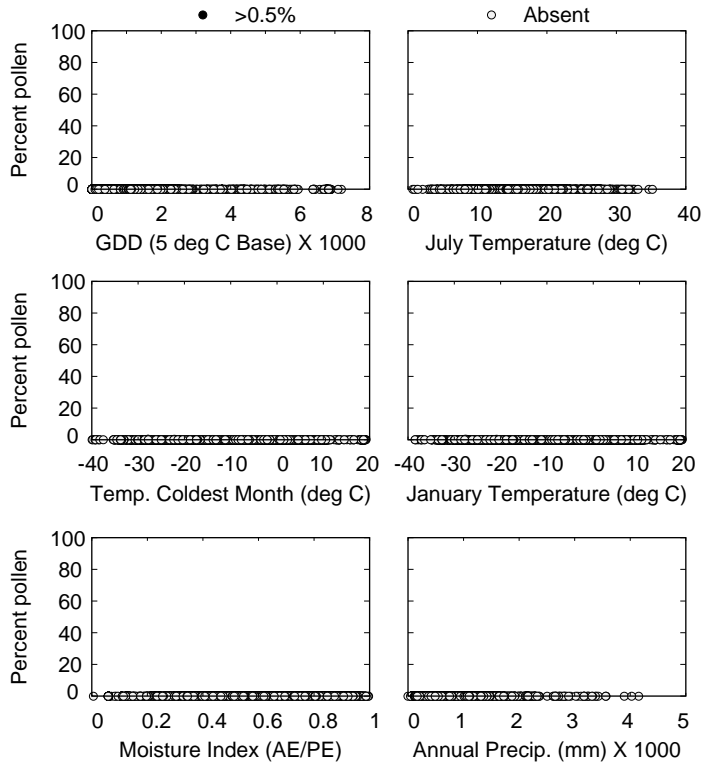 >0.5% Absent
Percent pollen
100
80
60
40
20
0
0 2 4 6 8
GDD (5 deg C Base) X 1000
0 10 20 30 40
July Temperature (deg C)
Percent pollen
100
80
60
40
20
0
-40 -30 -20 -10 0 10 20
Temp. Coldest Month (deg C)
-40 -30 -20 -10 0 10 20
January Temperature (deg C)
Percent pollen
100
80
60
40
20
0
0 0.2 0.4 0.6 0.8 1
Moisture Index (AE/PE)
0 1 2 3 4 5
Annual Precip. (mm) X 1000